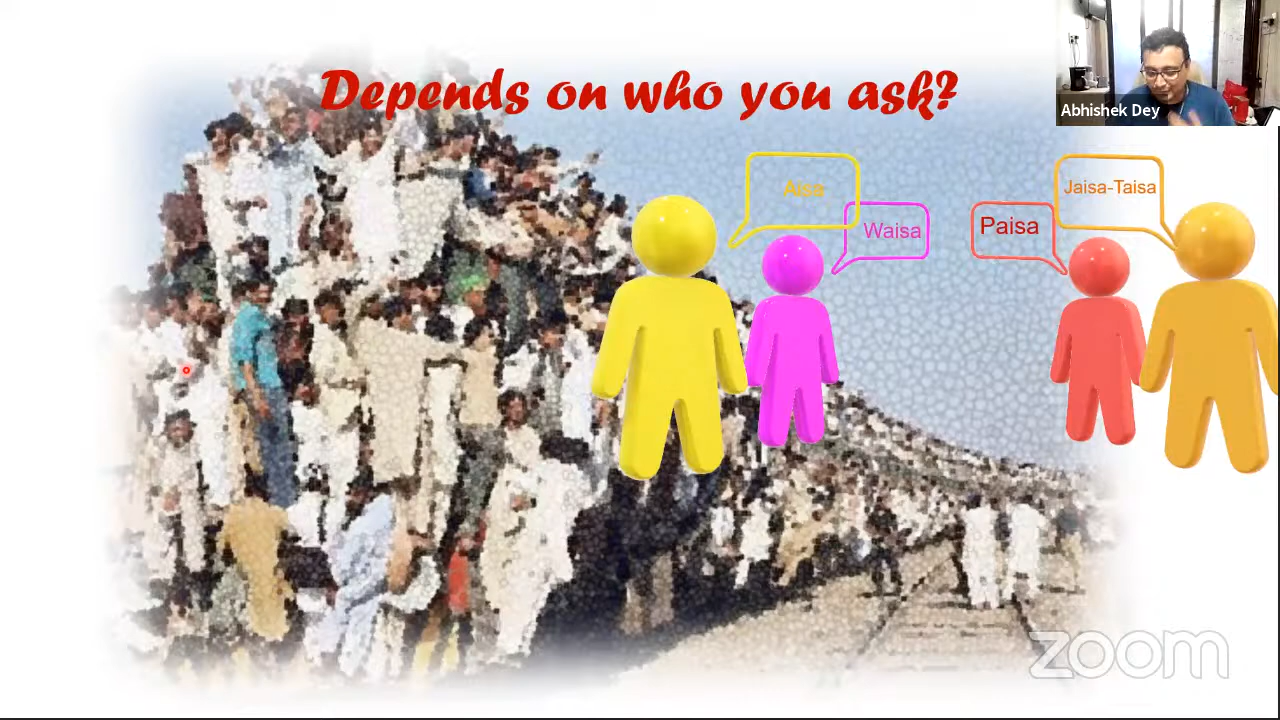 Depends on who you ask?
Abhishek Dey
Aisa
Waisa
Paisa
Jaisa-Taisa
zoom